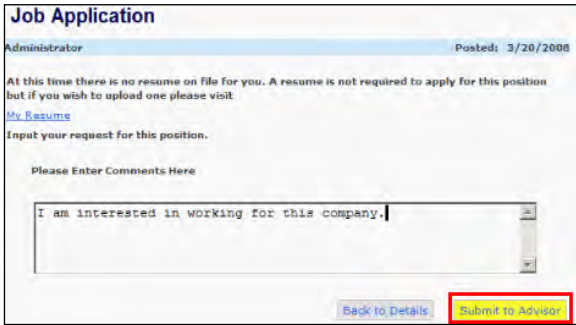 Job Application
Administrator Posted: 3/20/2008
At this time there is no resume on file for you. A resume is not required to apply for this position
but if you wish to upload one please visit
My Resume
Input your request for this position.
Please Enter Comments Here
I am interested in working for this company.
Back to Details Submit to Advisor